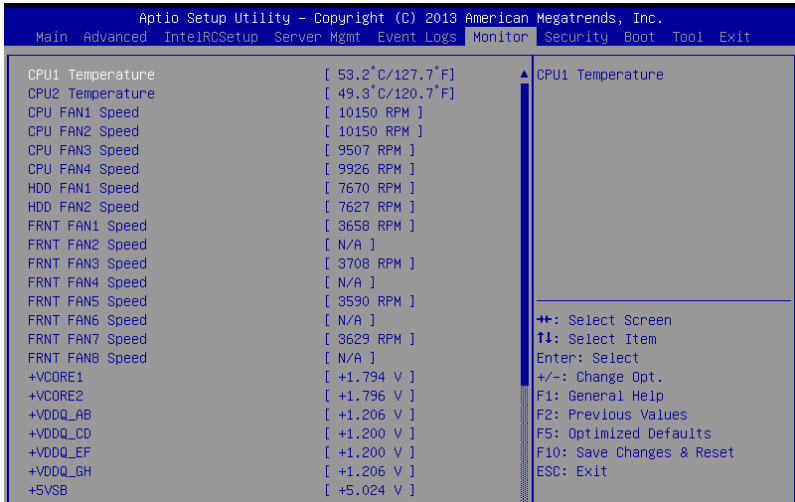 Aptio Setup Utility – Copyright (C) 2013 American Megatrends, Inc.
Main Advanced IntelRCSetup Server Mgmt Event Logs Monitor Security Boot Tool Exit
CPU1 Temperature [ 53.2°C/127.7°F]
CPU2 Temperature [ 49.3°C/120.7°F]
CPU FAN1 Speed [ 10150 RPM ]
CPU FAN2 Speed [ 10150 RPM ]
CPU FAN3 Speed [ 9507 RPM ]
CPU FAN4 Speed [ 9926 RPM ]
HDD FAN1 Speed [ 7670 RPM ]
HDD FAN2 Speed [ 7627 RPM ]
FRNT FAN1 Speed [ 3658 RPM ]
FRNT FAN2 Speed [ N/A ]
FRNT FAN3 Speed [ 3708 RPM ]
FRNT FAN4 Speed [ N/A ]
FRNT FAN5 Speed [ 3590 RPM ]
FRNT FAN6 Speed [ N/A ]
FRNT FAN7 Speed [ 3629 RPM ]
FRNT FAN8 Speed [ N/A ]
+VCORE1 [ +1.794 V ]
+VCORE2 [ +1.796 V ]
+VDDQ_AB [ +1.206 V ]
+VDDQ_CD [ +1.200 V ]
+VDDQ_EF [ +1.200 V ]
+VDDQ_GH [ +1.206 V ]
+5VSB [ +5.024 V ]
CPU1 Temperature
→←: Select Screen
↑↓: Select Item
Enter: Select
+/-: Change Opt.
F1: General Help
F2: Previous Values
F5: Optimized Defaults
F10: Save Changes & Reset
ESC: Exit